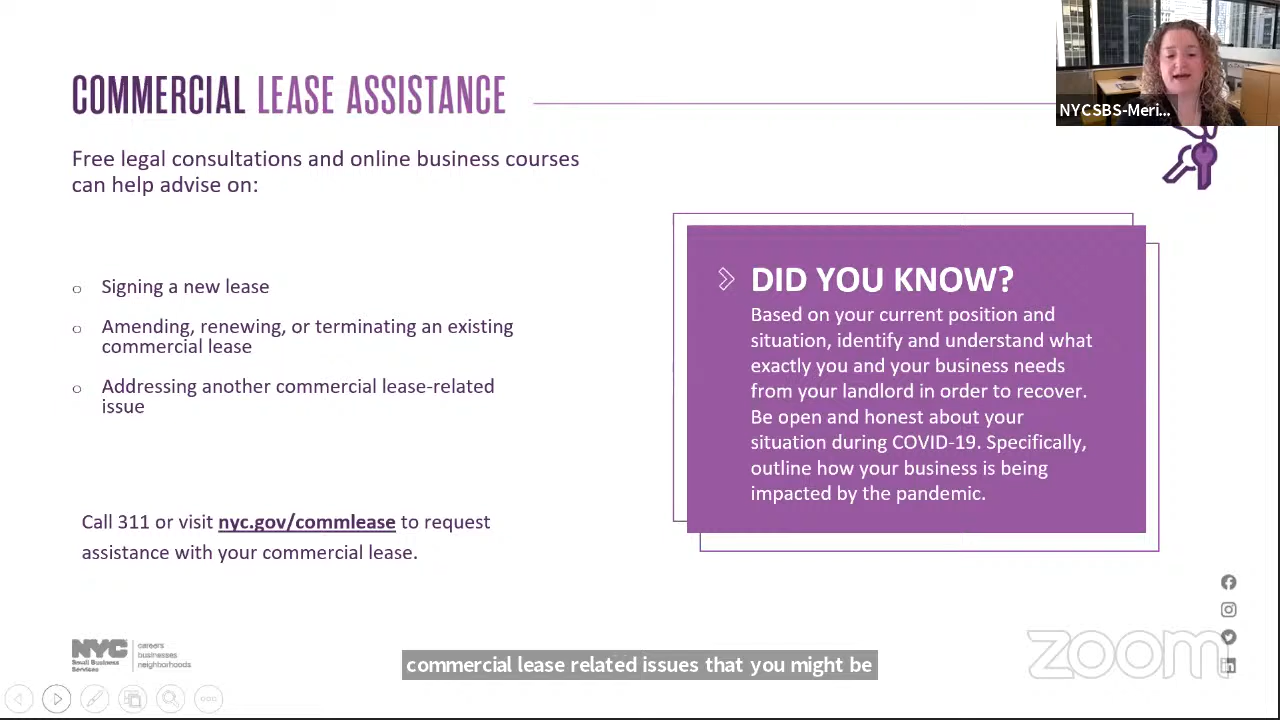 COMMERCIAL LEASE ASSISTANCE
NYCSBS-Meri...
Free legal consultations and online business courses
can help advise on:
Signing a new lease
Amending, renewing, or terminating an existing
commercial lease
Addressing another commercial lease-related
issue
Call 311 or visit nyc.gov/commlease to request
assistance with your commercial lease.
DID YOU KNOW?
Based on your current position and
situation, identify and understand what
exactly you and your business needs
from your landlord in order to recover.
Be open and honest about your
situation during COVID-19. Specifically,
outline how your business is being
impacted by the pandemic.
NYC
Small Business
Services
careers
businesses
neighborhoods
commercial lease related issues that you might be
zoom
in